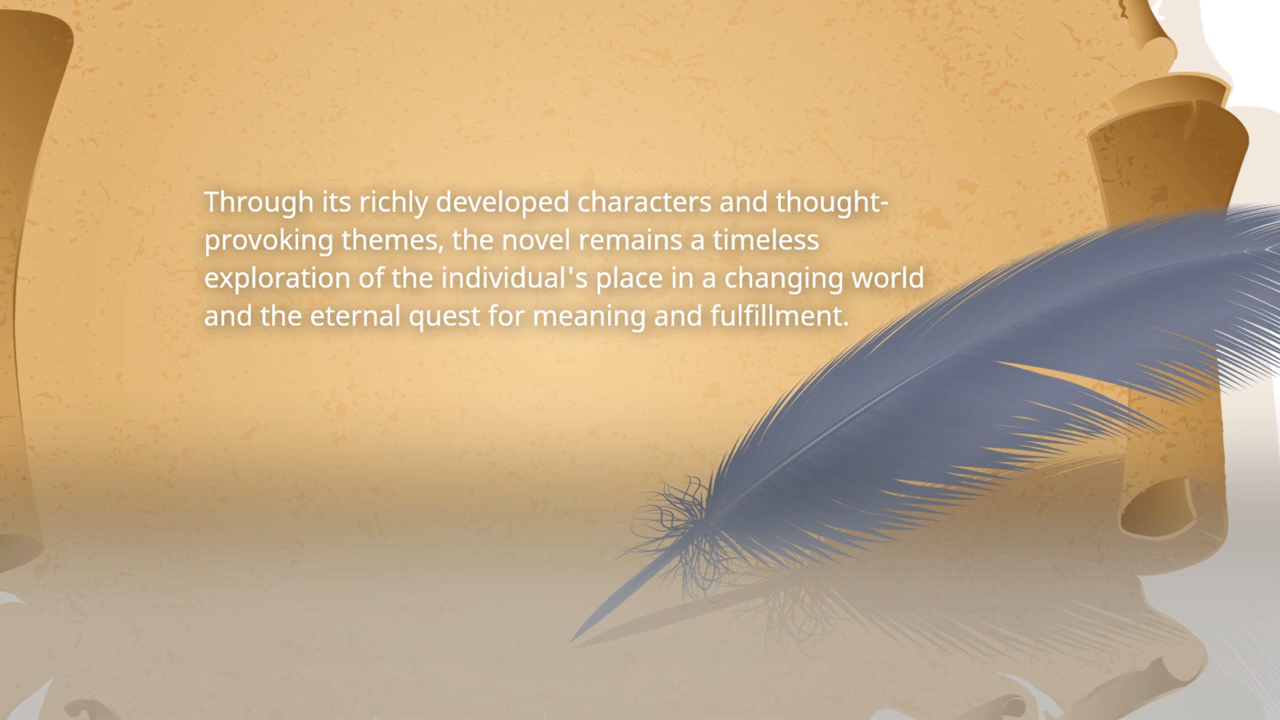 Through its richly developed characters and thought-
provoking themes, the novel remains a timeless
exploration of the individual's place in a changing world
and the eternal quest for meaning and fulfillment.